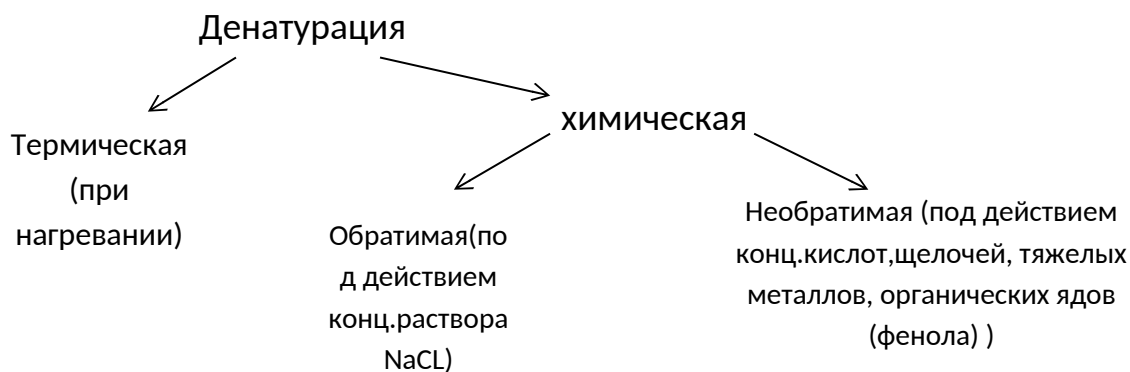 Денатурация
химическая
Термическая
(при
нагревании)
Обратимая(по
д действием
конц.раствора
NaCL)
Необратимая (под действием
конц.кислот,щелочей, тяжелых
металлов, органических ядов
(фенола) )